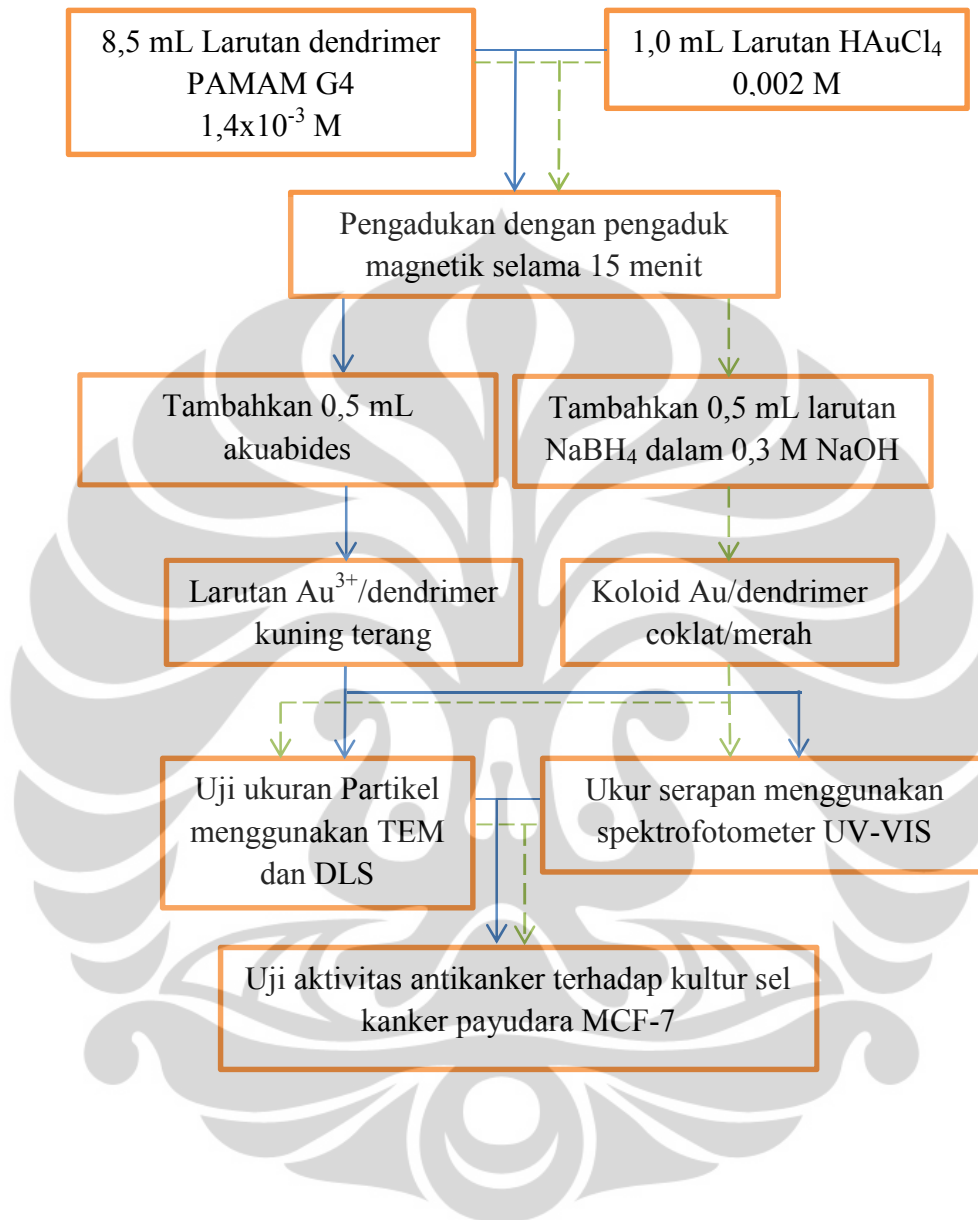 8,5 mL Larutan dendrimer
PAMAM G4
1,4x10⁻³ M
1,0 mL Larutan HAuCl₄
0,002 M
Pengadukan dengan pengaduk
magnetik selama 15 menit
Tambahkan 0,5 mL
akuabides
Tambahkan 0,5 mL larutan
NaBH₄ dalam 0,3 M NaOH
Larutan Au³⁺/dendrimer
kuning terang
Koloid Au/dendrimer
coklat/merah
Uji ukuran Partikel
menggunakan TEM
dan DLS
Ukur serapan menggunakan
spektrofotometer UV-VIS
Uji aktivitas antikanker terhadap kultur sel
kanker payudara MCF-7